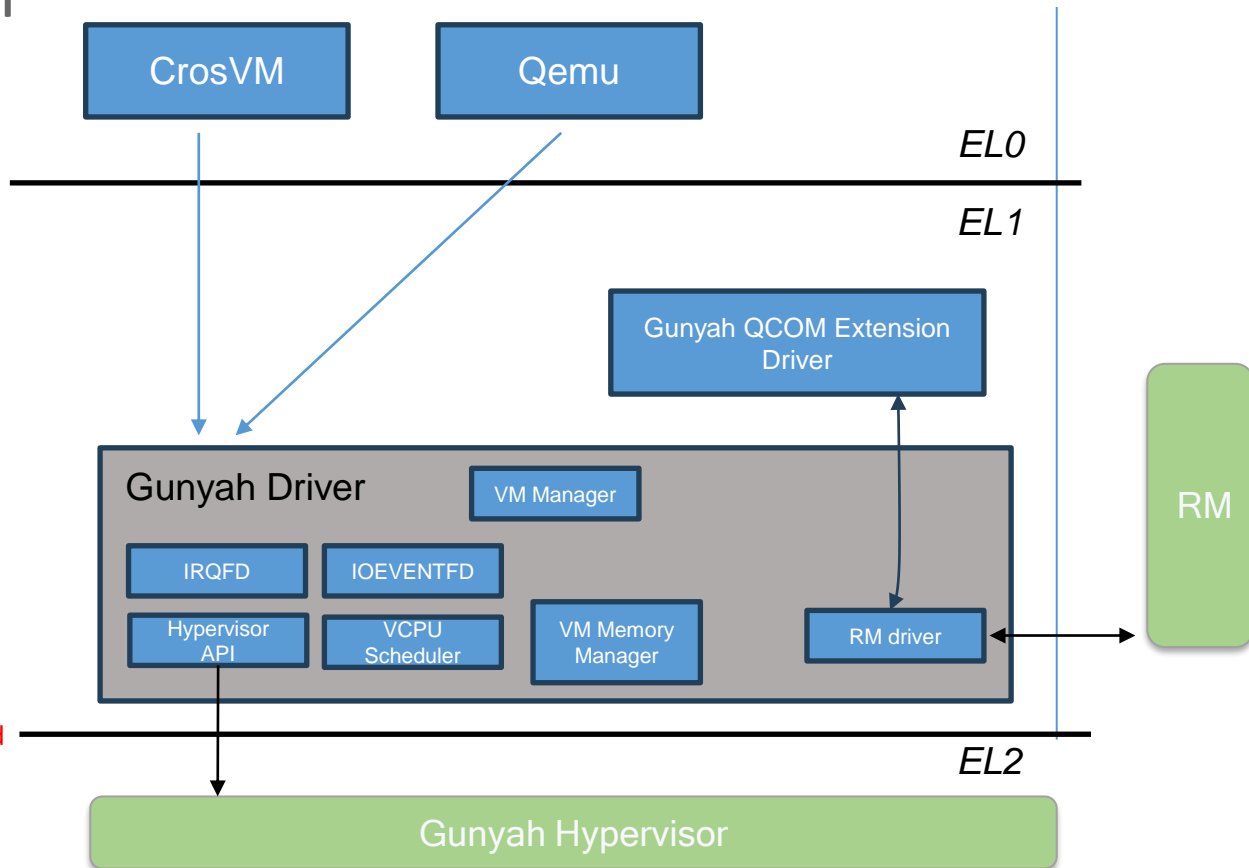 CrosVM
Qemu
EL0
EL1
Gunyah QCOM Extension
Driver
RM
Gunyah Driver
VM Manager
IRQFD
IOEVENTFD
Hypervisor
API
VCPU
Scheduler
VM Memory
Manager
RM driver
EL2
Gunyah Hypervisor